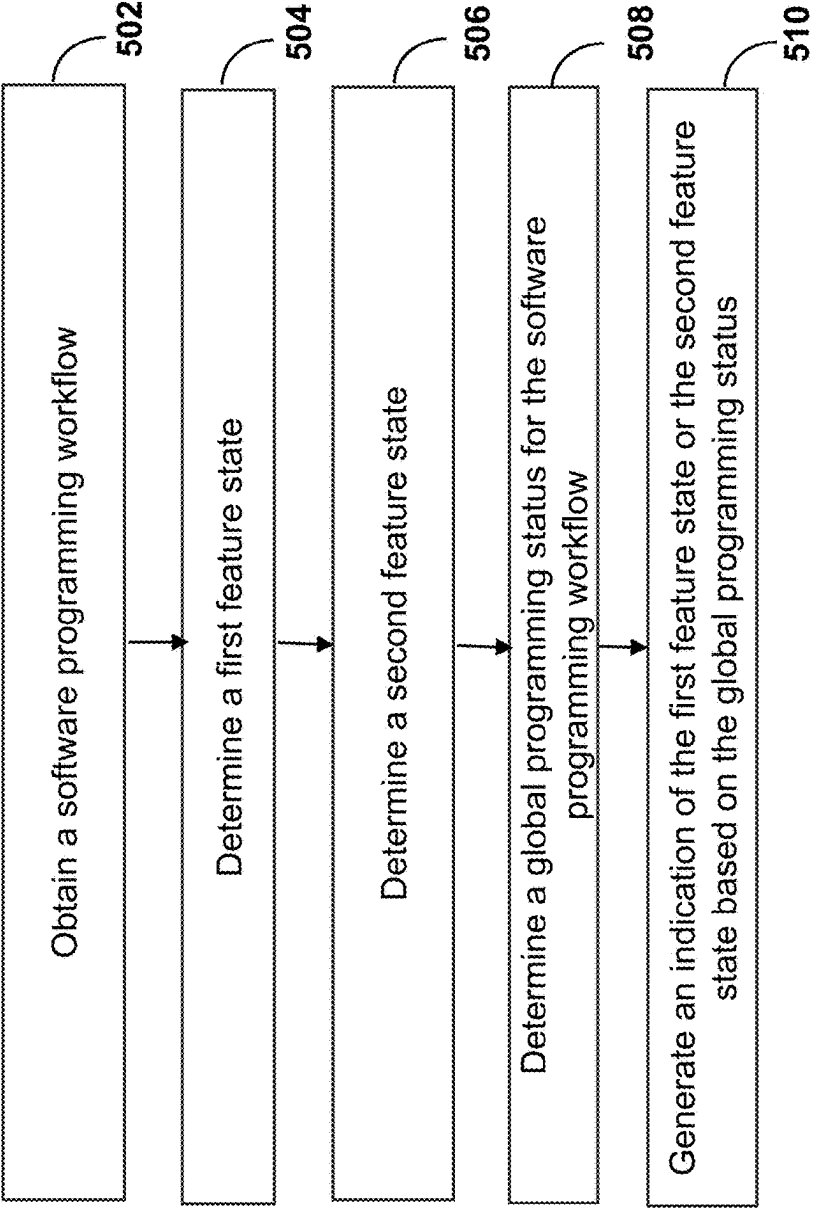 502
Obtain a software programming workflow
504
Determine a first feature state
506
Determine a second feature state
508
Determine a global programming status for the software
programming workflow
510
Generate an indication of the first feature state or the second feature
state based on the global programming status